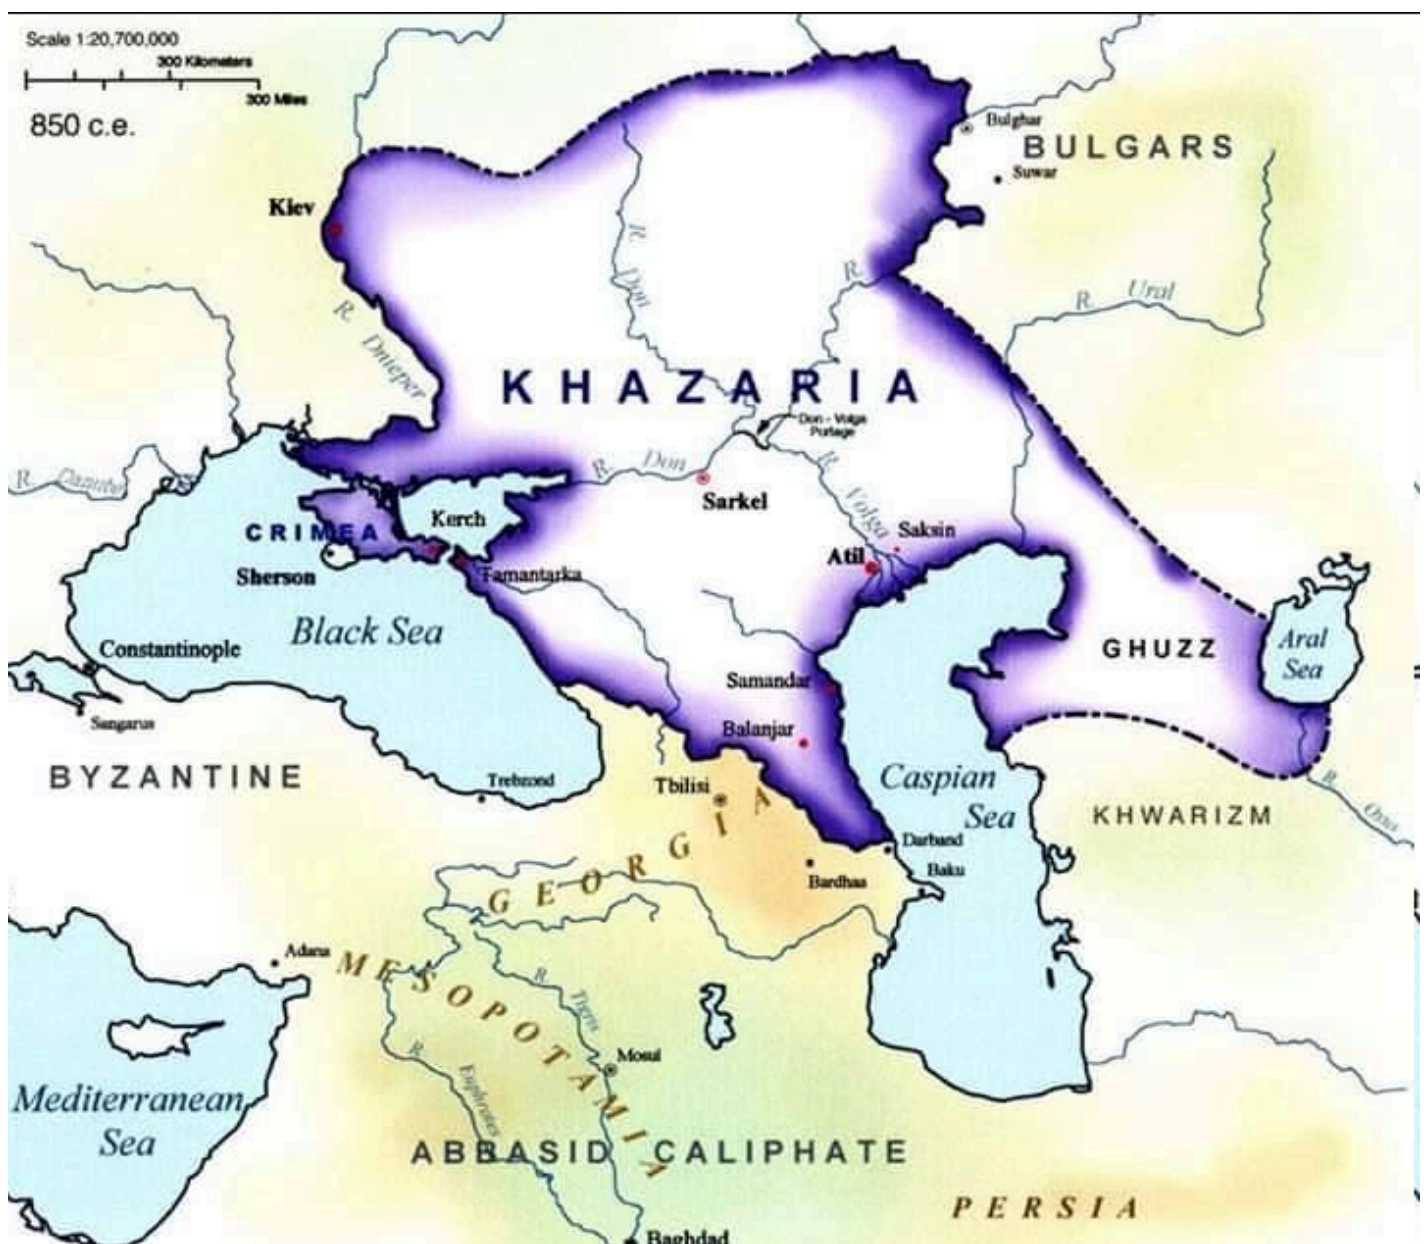 Scale 1:20,700,000
300 Kilometers
300 Miles
850 c.e.
Bulghar
BULGARS
Suwar
Kiev
R. Don
R. Dnieper
R.
R. Ural
KHAZARIA
Don - Volga
Portage
R. Danube
R. Don
R. Volga
Sarkel
Saksin
Atil
Kerch
CRIMEA
Sherson
Tamantarka
Black Sea
Constantinople
Sangarus
BYZANTINE
Trebzond
Samandar
Balanjar
Tbilisi
GHUZZ
Aral
Sea
Caspian
Sea
KHWARIZM
R. Oxus
Darband
Baku
Bardhaa
GEORGIA
Adana
MESOPOTAMIA
R. Tigris
Mosul
R. Euphrates
Mediterranean
Sea
ABBASID CALIPHATE
PERSIA
Baghdad